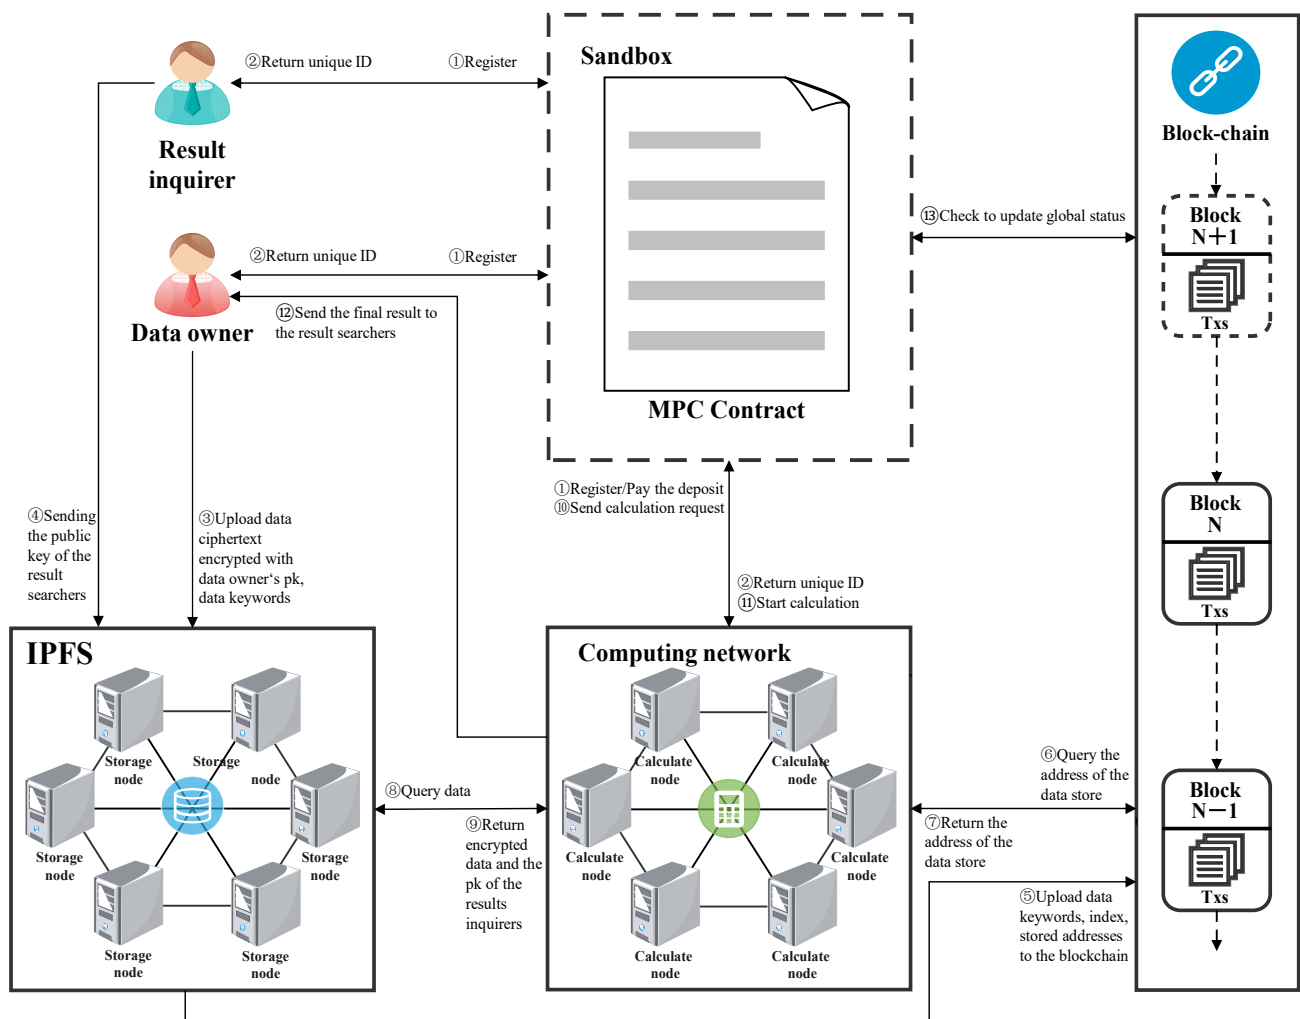 ②Return unique ID
①Register
Result
inquirer
Sandbox
MPC Contract
Block-chain
Block
N+1
Txs
⑬Check to update global status
②Return unique ID
①Register
Data owner
⑫Send the final result to
the result searchers
④Sending
the public
key of the
result
searchers
③Upload data
ciphertext
encrypted with
data owner‘s pk,
data keywords
①Register/Pay the deposit
⑩Send calculation request
②Return unique ID
⑪Start calculation
Block
N
Txs
IPFS
Storage
node
Storage
node
Storage
node
Storage
node
Storage
node
Storage
node
⑧Query data
⑨Return
encrypted
data and the
pk of the
results
inquirers
Computing network
Calculate
node
Calculate
node
Calculate
node
Calculate
node
Calculate
node
Calculate
node
⑥Query the
address of the
data store
⑦Return the
address of the
data store
⑤Upload data
keywords, index,
stored addresses
to the blockchain
Block
N−1
Txs